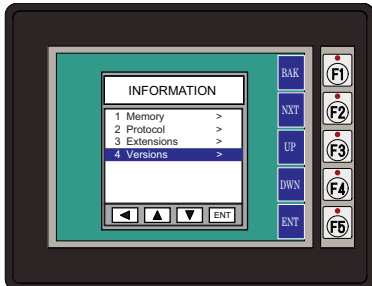 INFORMATION
1 Memory >
2 Protocol >
3 Extensions >
4 Versions >
ENT
BAK
NXT
UP
DWN
ENT
F1
F2
F3
F4
F5